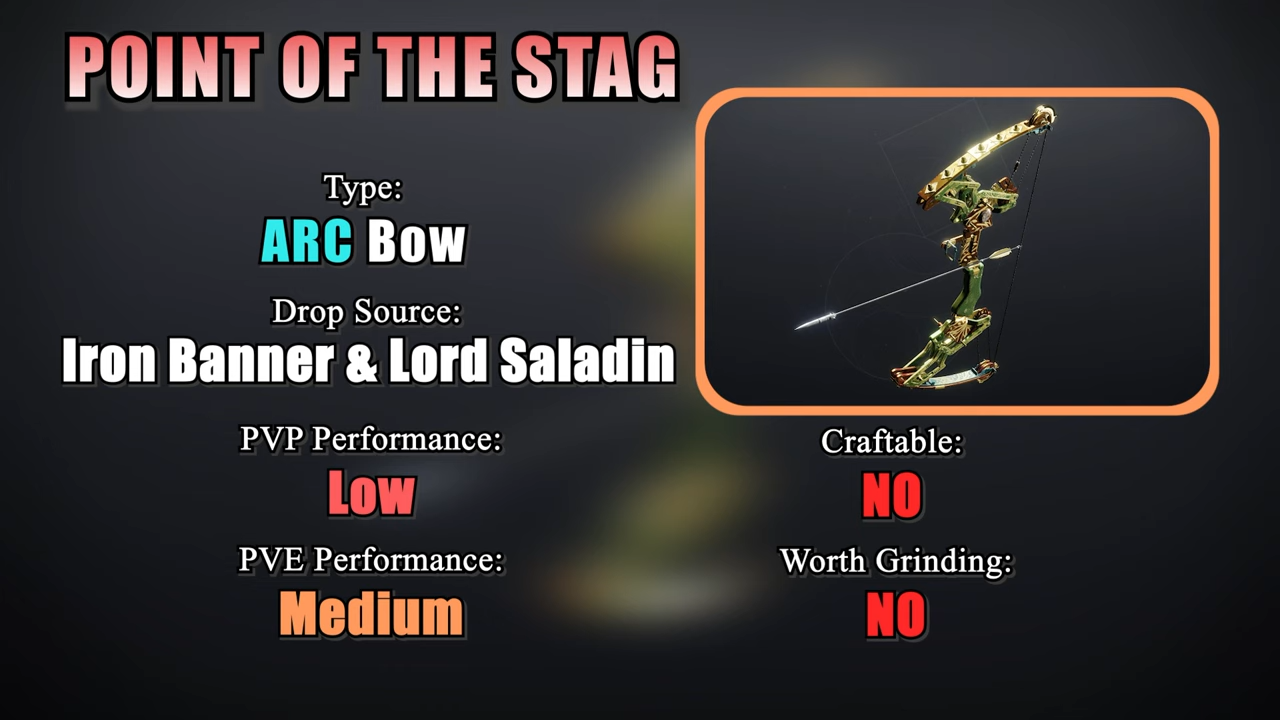 POINT OF THE STAG
Type:
ARC Bow
Drop Source:
Iron Banner & Lord Saladin
PVP Performance:
Low
PVE Performance:
Medium
Craftable:
NO
Worth Grinding:
NO